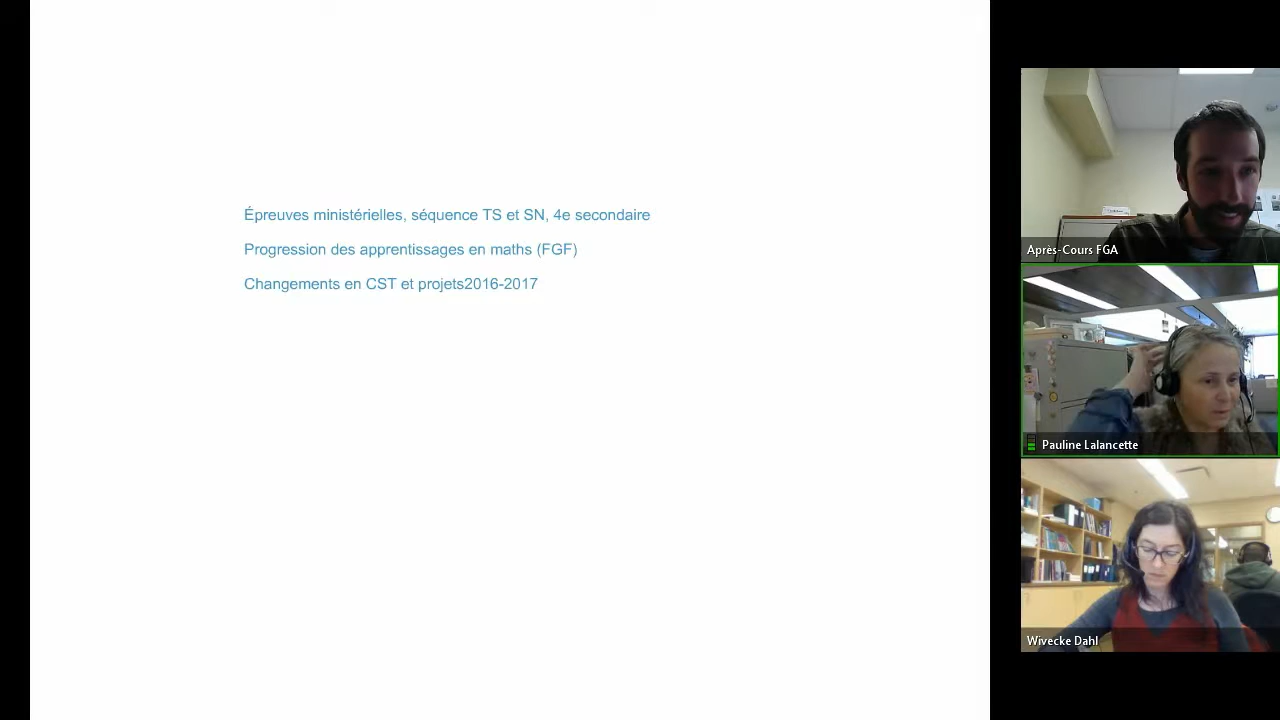 Épreuves ministérielles, séquence TS et SN, 4e secondaire
Progression des apprentissages en maths (FGF)
Changements en CST et projets2016-2017
Après-Cours FGA
Pauline Lalancette
Wivecke Dahl